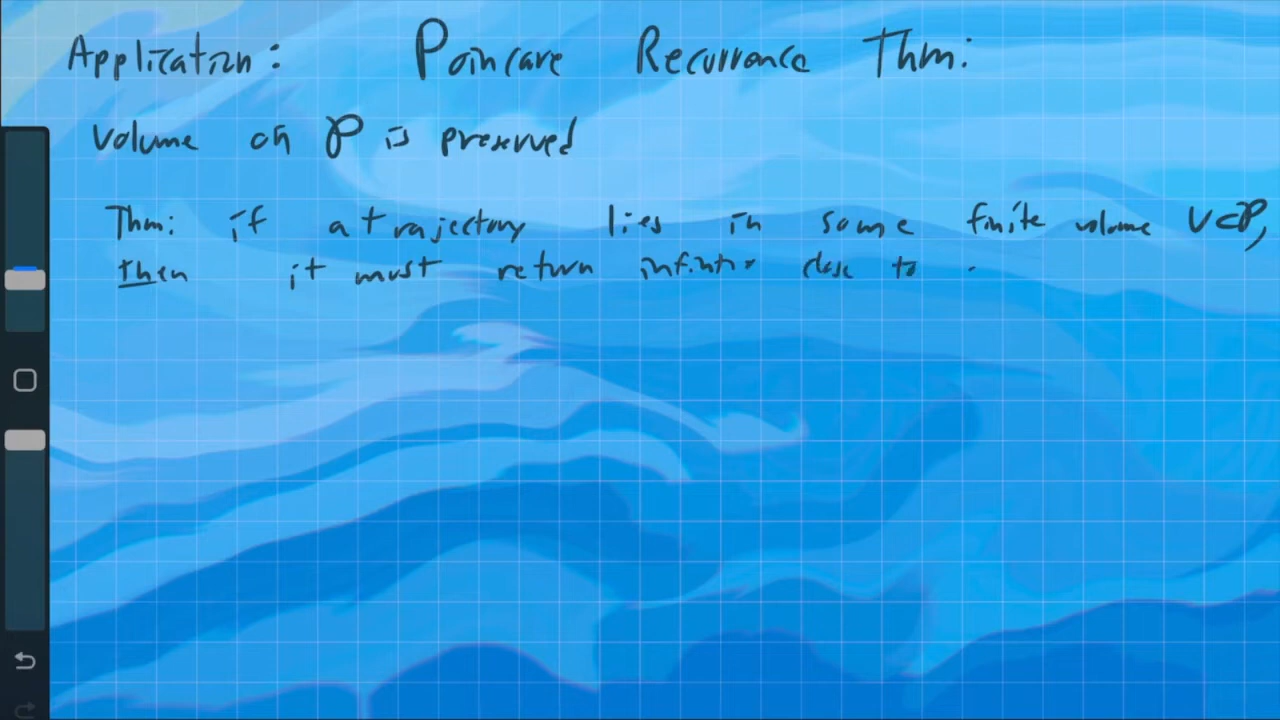 Application: Poincare Recurrence Thm:
Volume on P is preserved
Thm: if a trajectory lies in some finite volume V⊂P,
then it must return close to